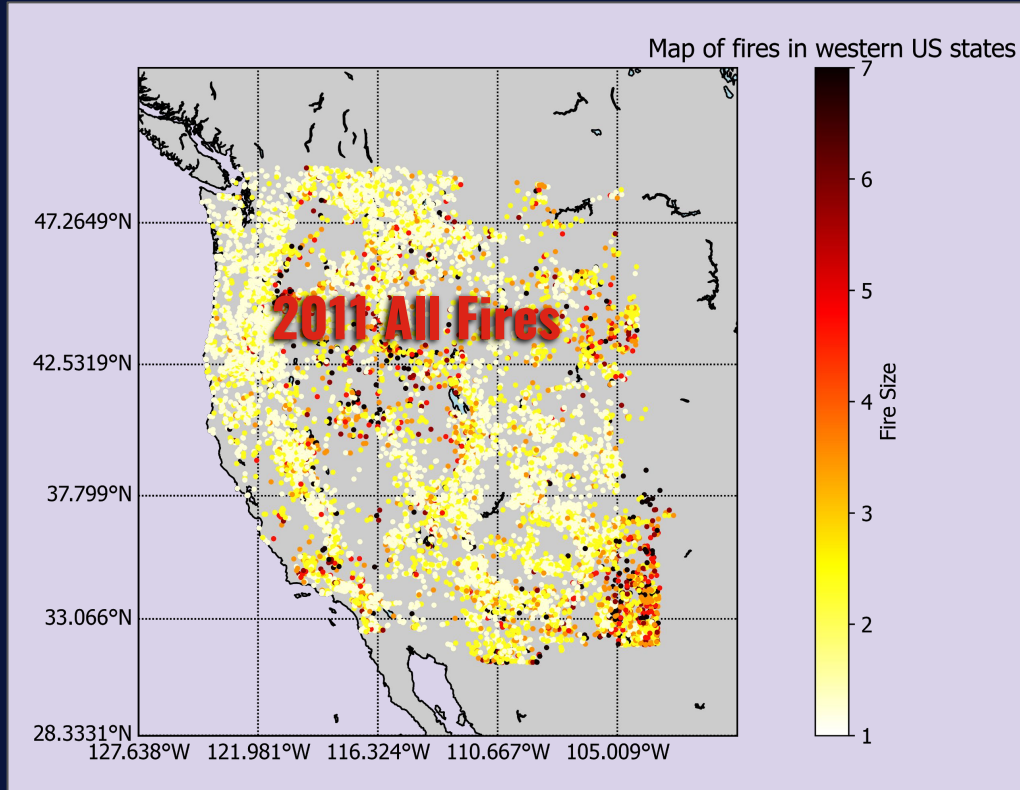 Map of fires in western US states
7
6
5
4
3
2
1
Fire Size
47.2649°N
42.5319°N
37.799°N
33.066°N
28.3331°N
127.638°W 121.981°W 116.324°W 110.667°W 105.009°W
2011 All Fires